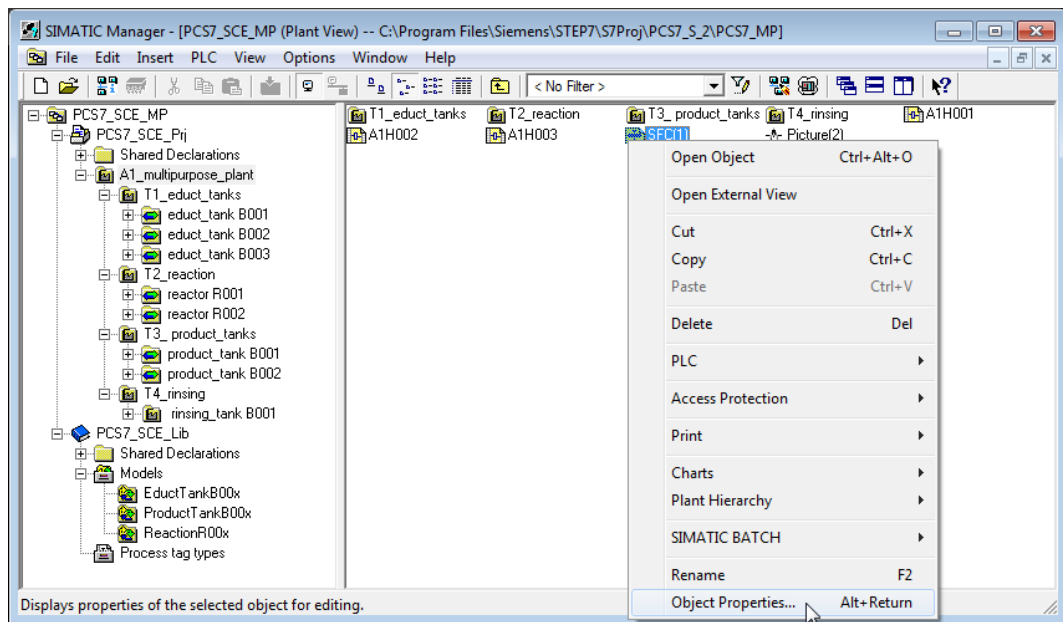 SIMATIC Manager - [PCS7_SCE_MP (Plant View) -- C:\Program Files\Siemens\STEP7\S7Proj\PCS7_S_2\PCS7_MP]
File Edit Insert PLC View Options Window Help
< No Filter >
PCS7_SCE_MP
PCS7_SCE_Prj
Shared Declarations
A1_multipurpose_plant
T1_educt_tanks
educt_tank B001
educt_tank B002
educt_tank B003
T2_reaction
reactor R001
reactor R002
T3_ product_tanks
product_tank B001
product_tank B002
T4_rinsing
rinsing_tank B001
PCS7_SCE_Lib
Shared Declarations
Models
EductTankB00x
ProductTankB00x
ReactionR00x
Process tag types
T1_educt_tanks T2_reaction T3_ product_tanks T4_rinsing A1H001
A1H002 A1H003 SFC(1) Picture(2)
Open Object Ctrl+Alt+O
Open External View
Cut Ctrl+X
Copy Ctrl+C
Paste Ctrl+V
Delete Del
PLC
Access Protection
Print
Charts
Plant Hierarchy
SIMATIC BATCH
Rename F2
Object Properties... Alt+Return
Displays properties of the selected object for editing.